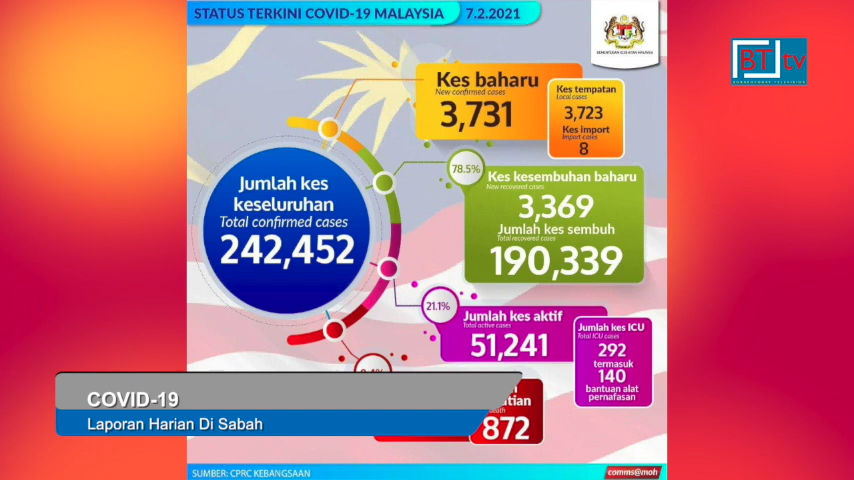 STATUS TERKINI COVID-19 MALAYSIA
7.2.2021
BT tv
Kes baharu
New confirmed cases
3,731
Kes tempatan
Local cases
3,723
Kes import
Import cases
8
Jumlah kes
keseluruhan
Total confirmed cases
242,452
78.5%
Kes kesembuhan baharu
New recovered cases
3,369
Jumlah kes sembuh
Total recovered cases
190,339
21.1%
Jumlah kes aktif
Total active cases
51,241
Jumlah kes ICU
Total ICU cases
292
termasuk
140
bantuan alat
pernafasan
872
COVID-19
Laporan Harian Di Sabah
SUMBER: CPRC KEBANGSAAN
comms@moh